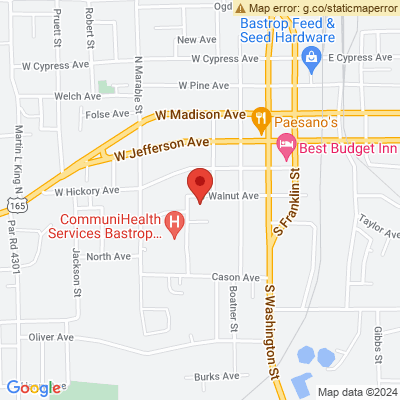 Map error: g.co/staticmaperror
Ogd
Bastrop Feed &
Seed Hardware
Pruett St
Robert St
New Ave
W Cypress Ave
E Cypress Ave
N Marable St
W Pine Ave
Welch Ave
Folse Ave
W Madison Ave
Paesano's
W Jefferson Ave
Best Budget Inn
Martin L King N
W Hickory Ave
Walnut Ave
165
S Franklin St
CommuniHealth
Services Bastrop...
Taylor Ave
Par Rd 4301
Jackson St
North Ave
Cason Ave
S Washington St
Boatner St
Oliver Ave
Gibbs St
Burks Ave
Google
Map data ©2024